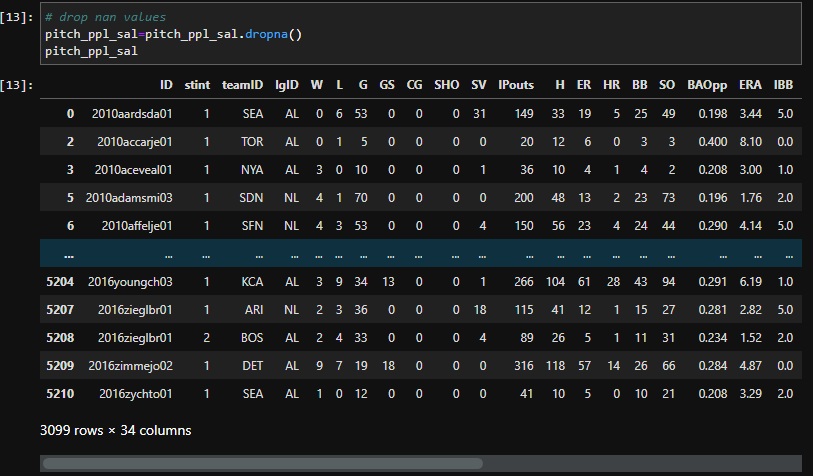 [13]: # drop nan values
pitch_ppl_sal=pitch_ppl_sal.dropna()
pitch_ppl_sal
[13]: ID stint teamID lgID W L G GS CG SHO SV IPouts H ER HR BB SO BAOpp ERA IBB
0 2010aardsda01 1 SEA AL 0 6 53 0 0 0 31 149 33 19 5 25 49 0.198 3.44 5.0
2 2010accarje01 1 TOR AL 0 1 5 0 0 0 0 20 12 6 0 3 3 0.400 8.10 0.0
3 2010aceveal01 1 NYA AL 3 0 10 0 0 0 1 36 10 4 1 4 2 0.208 3.00 1.0
5 2010adamsmi03 1 SDN NL 4 1 70 0 0 0 0 200 48 13 2 23 73 0.196 1.76 2.0
6 2010affelje01 1 SFN NL 4 3 53 0 0 0 4 150 56 23 4 24 44 0.290 4.14 5.0
... ... ... ... ... ... ... ... ... ... ... ... ... ... ... ... ... ... ... ... ...
5204 2016youngch03 1 KCA AL 3 9 34 13 0 0 1 266 104 61 28 43 94 0.291 6.19 1.0
5207 2016zieglbr01 1 ARI NL 2 3 36 0 0 0 18 115 41 12 1 15 27 0.281 2.82 5.0
5208 2016zieglbr01 2 BOS AL 2 4 33 0 0 0 4 89 26 5 1 11 31 0.234 1.52 2.0
5209 2016zimmejo02 1 DET AL 9 7 19 18 0 0 0 316 118 57 14 26 66 0.284 4.87 0.0
5210 2016zychto01 1 SEA AL 1 0 12 0 0 0 0 41 10 5 0 10 21 0.208 3.29 2.0
3099 rows × 34 columns